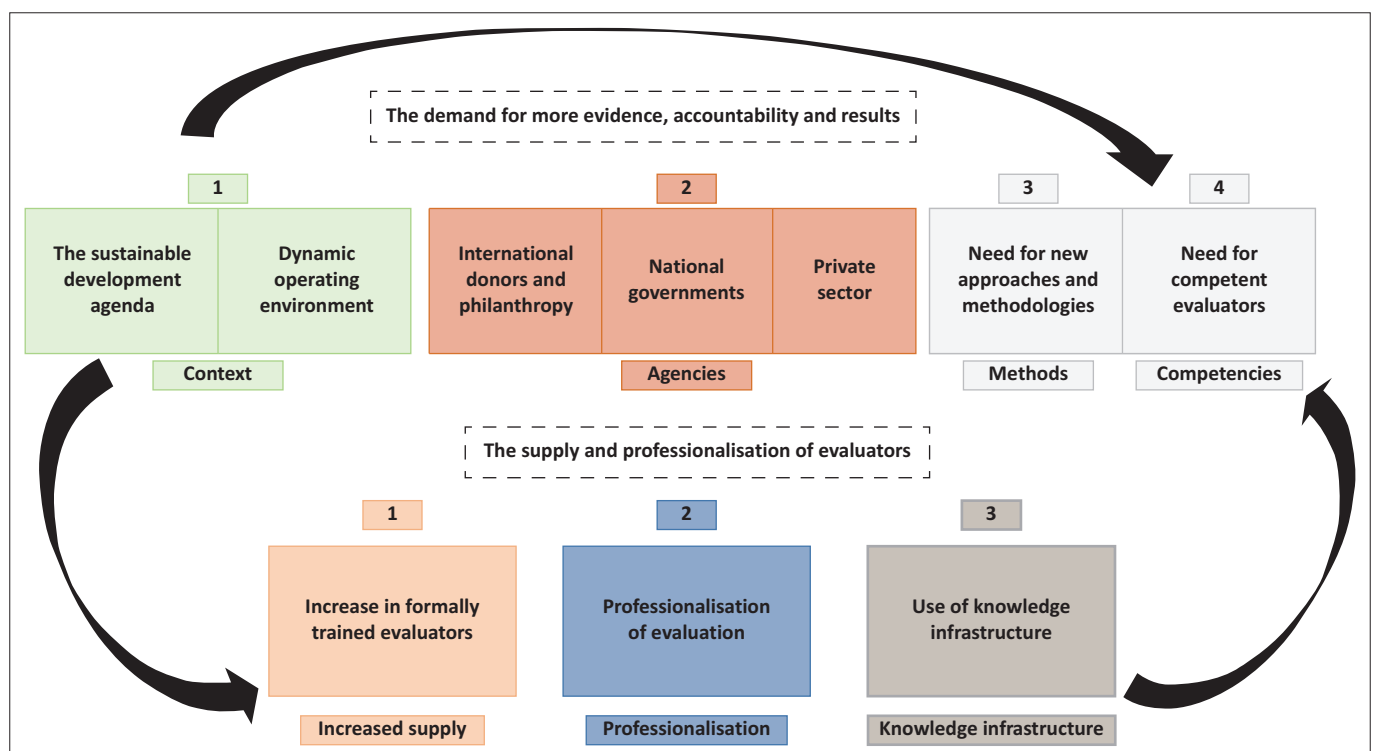 The demand for more evidence, accountability and results
1
2
3
4
The sustainable
development
agenda
Dynamic
operating
environment
International
donors and
philanthropy
National
governments
Private
sector
Need for new
approaches and
methodologies
Need for
competent
evaluators
Context
Agencies
Methods
Competencies
The supply and professionalisation of evaluators
1
2
3
Increase in formally
trained evaluators
Professionalisation
of evaluation
Use of knowledge
infrastructure
Increased supply
Professionalisation
Knowledge infrastructure